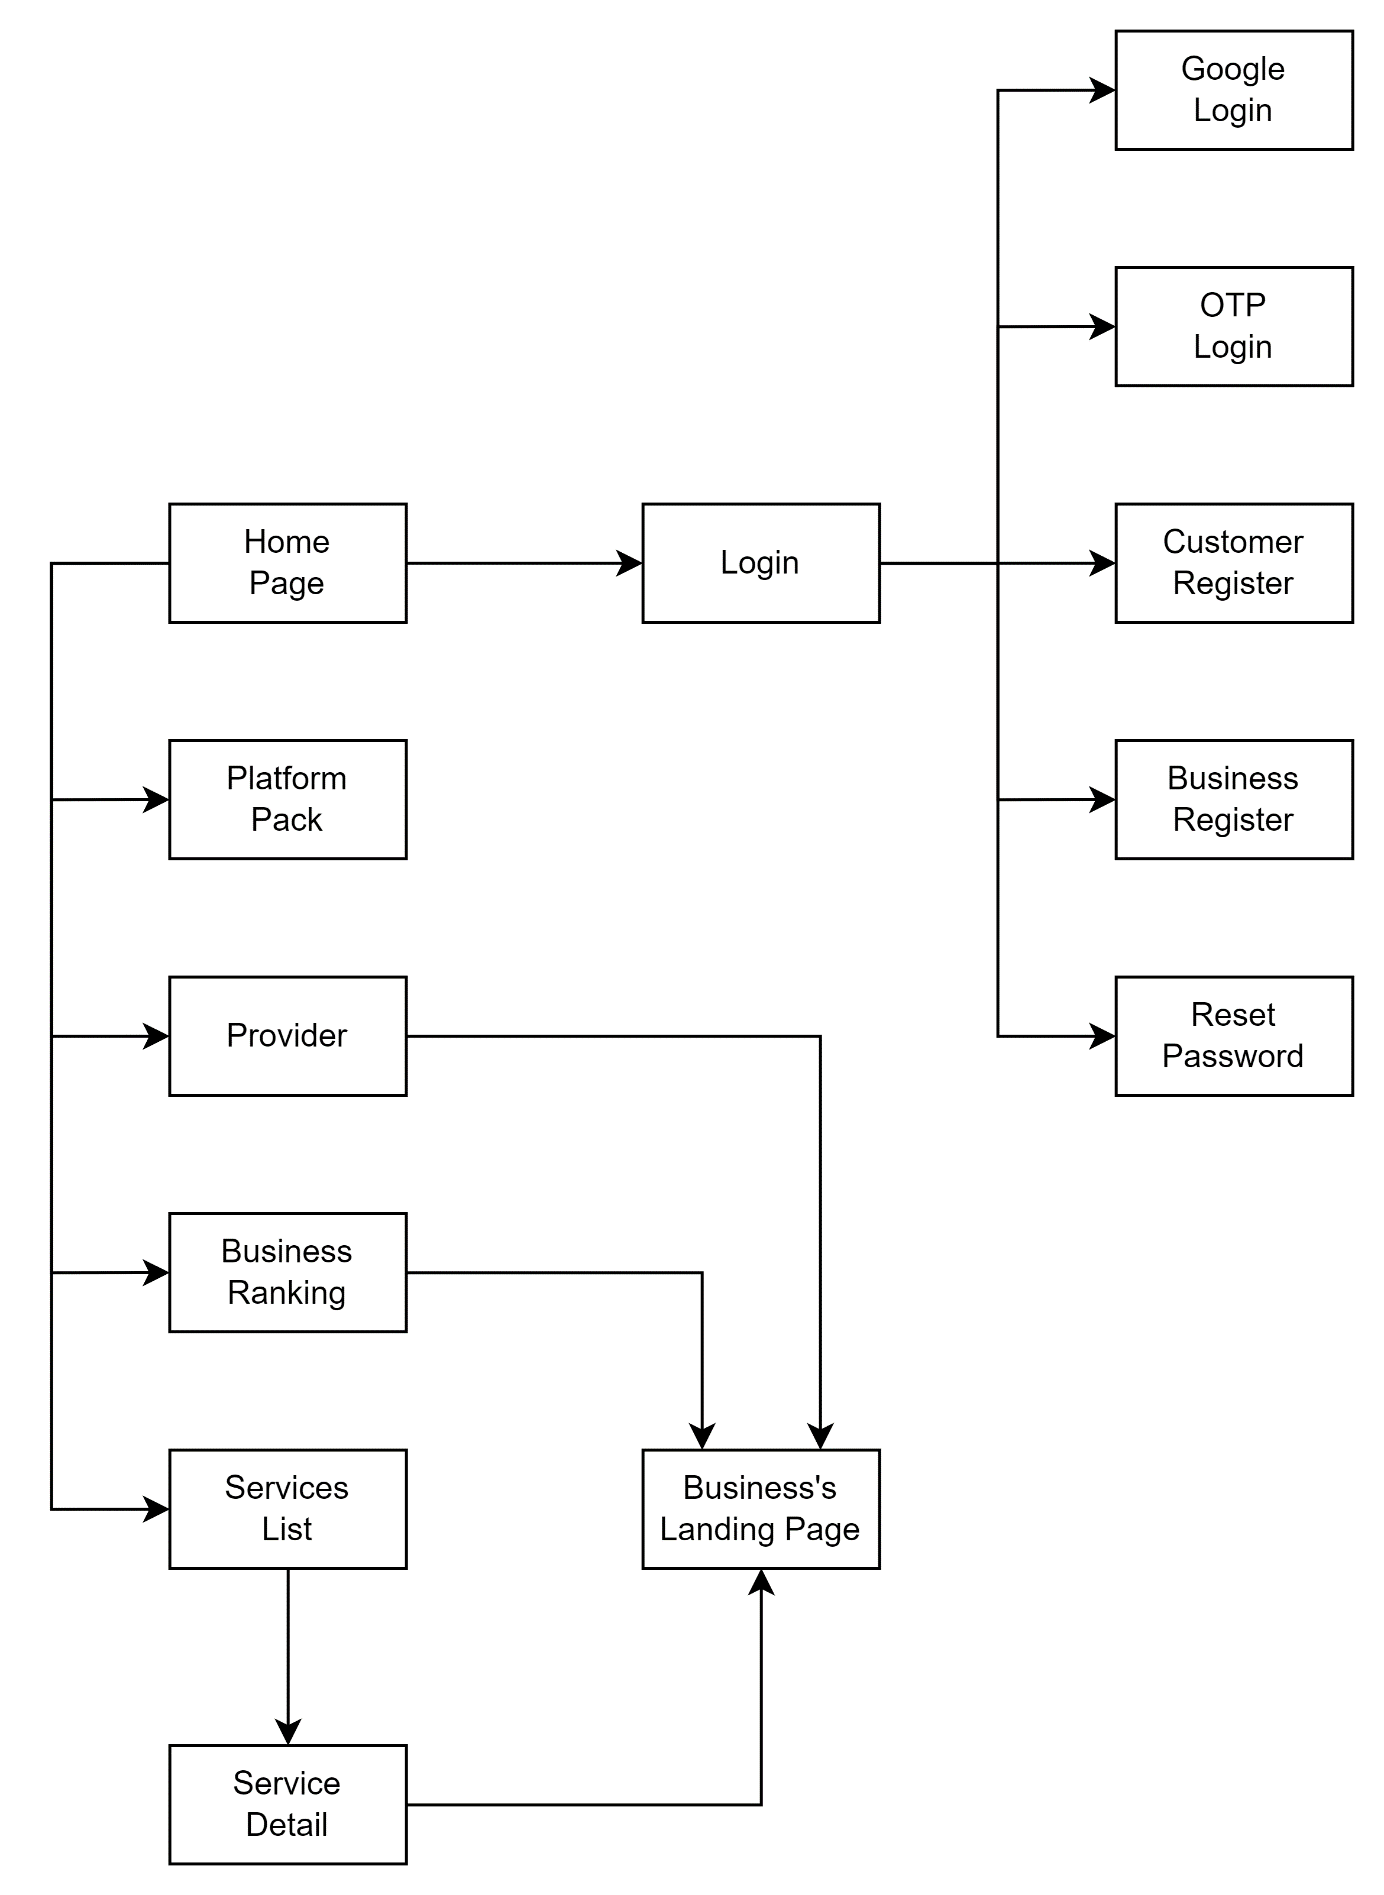 Google
Login
OTP
Login
Home
Page
Login
Customer
Register
Platform
Pack
Business
Register
Provider
Reset
Password
Business
Ranking
Services
List
Business's
Landing Page
Service
Detail